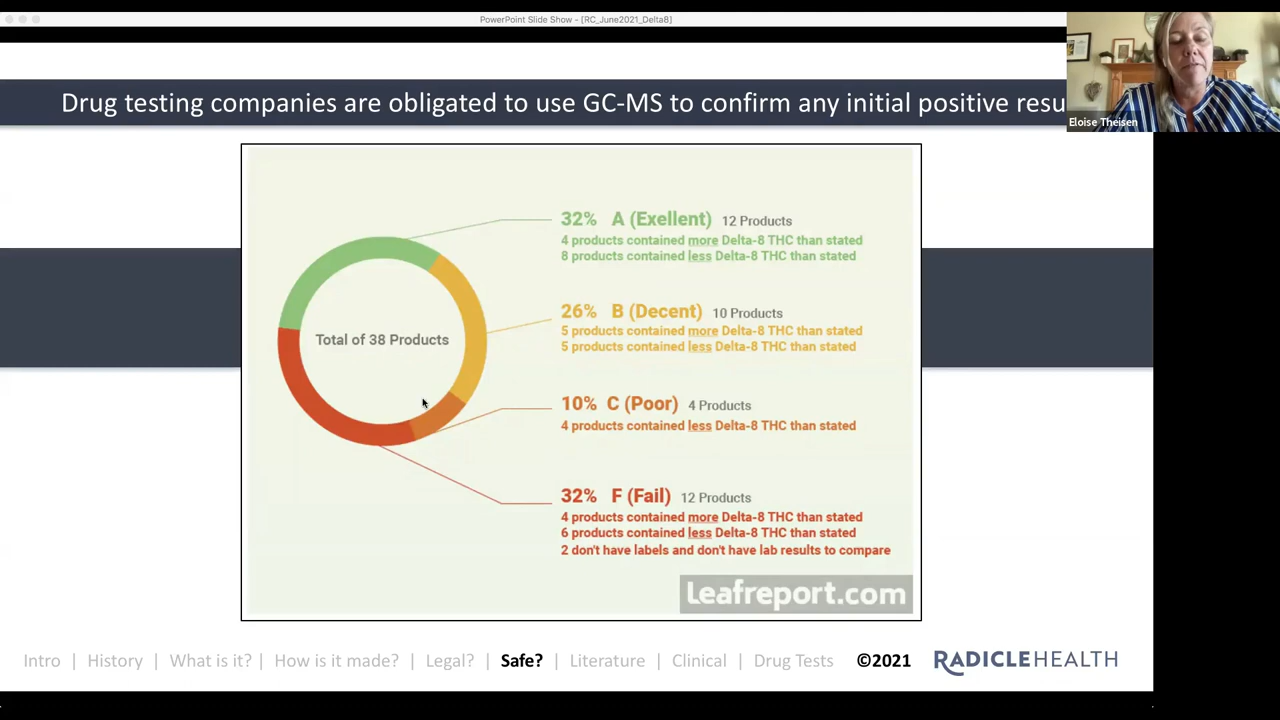 PowerPoint Slide Show - [RC_June2021_Delta8]
Drug testing companies are obligated to use GC-MS to confirm any initial positive resu
Eloise Theisen
32% A (Exellent) 12 Products
4 products contained more Delta-8 THC than stated
8 products contained less Delta-8 THC than stated
26% B (Decent) 10 Products
5 products contained more Delta-8 THC than stated
5 products contained less Delta-8 THC than stated
Total of 38 Products
10% C (Poor) 4 Products
4 products contained less Delta-8 THC than stated
32% F (Fail) 12 Products
4 products contained more Delta-8 THC than stated
6 products contained less Delta-8 THC than stated
2 don't have labels and don't have lab results to compare
Leafreport.com
Intro | History | What is it? | How is it made? | Legal? | Safe? | Literature | Clinical | Drug Tests ©2021 RADICLEHEALTH